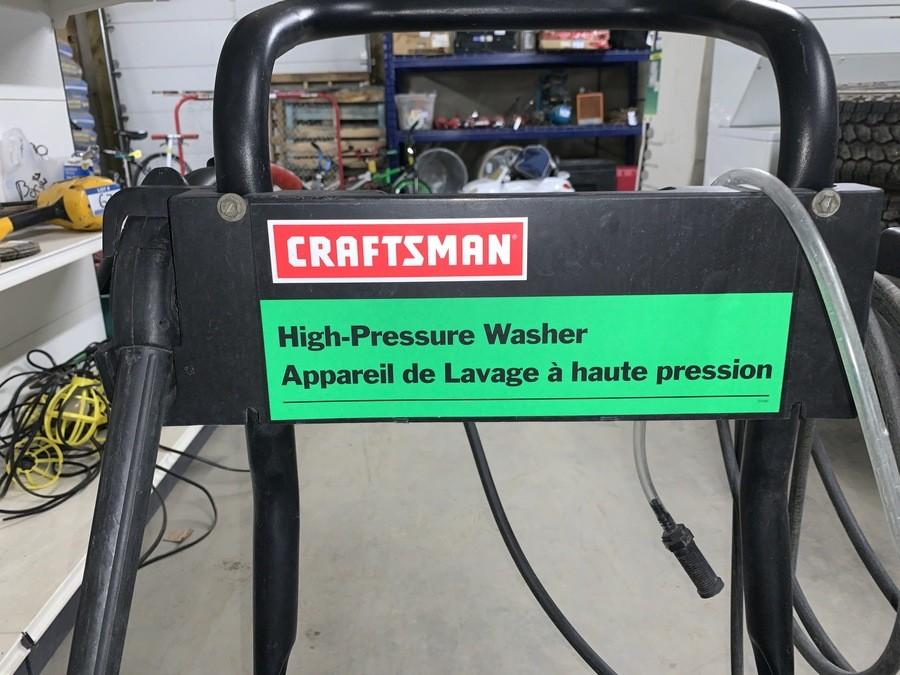 CRAFTSMAN
High-Pressure Washer
Appareil de Lavage à haute pression